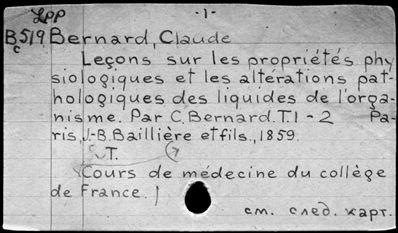 -1-
B519 Bernard, Claude
c
Leçons sur les propriétés phy
siologiques et les altérations pat-
hologiques des liquides de l'orga-
nisme. Par C. Bernard. T.1 - 2 Pa-
ris, J-B. Baillière et fils, 1859.
T.
Cours de médecine du collège
de France.
см. след. карт.